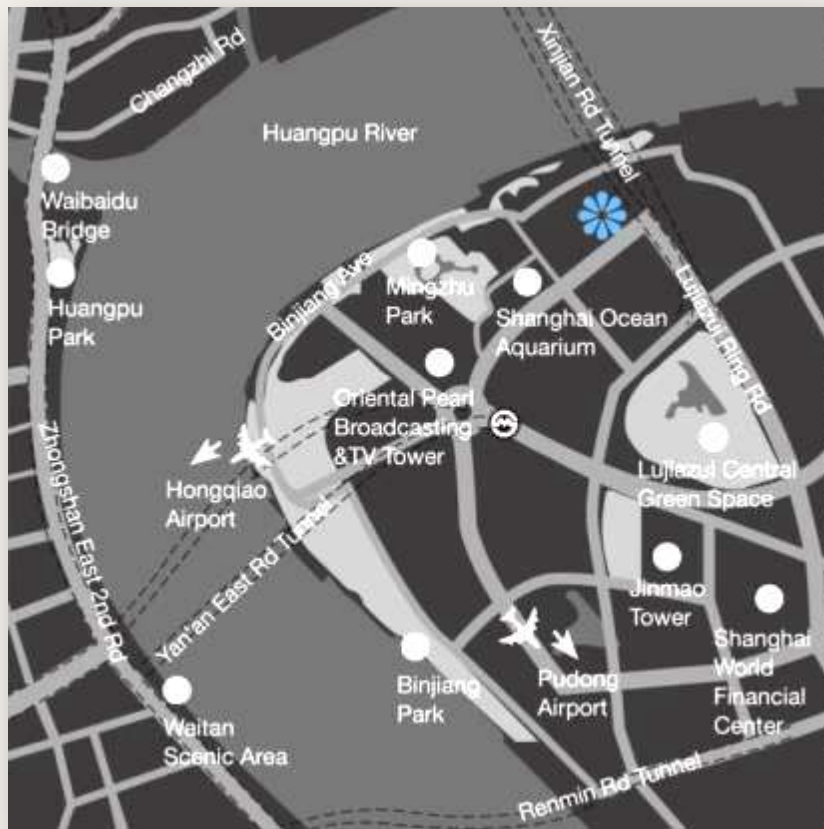 Changzhi Rd
Xinjian Rd Tunnel
Huangpu River
Waibaidu
Bridge
Binjiang Ave
Mingzhu
Park
Huangpu
Park
Shanghai Ocean
Aquarium
Lujiazui Ring Rd
Oriental Pearl
Broadcasting
&TV Tower
Zhongshan East 2nd Rd
Hongqiao
Airport
Lujiazui Central
Green Space
Yan'an East Rd Tunnel
Jinmao
Tower
Shanghai
World
Financial
Center
Binjiang
Park
Pudong
Airport
Waitan
Scenic Area
Renmin Rd Tunnel